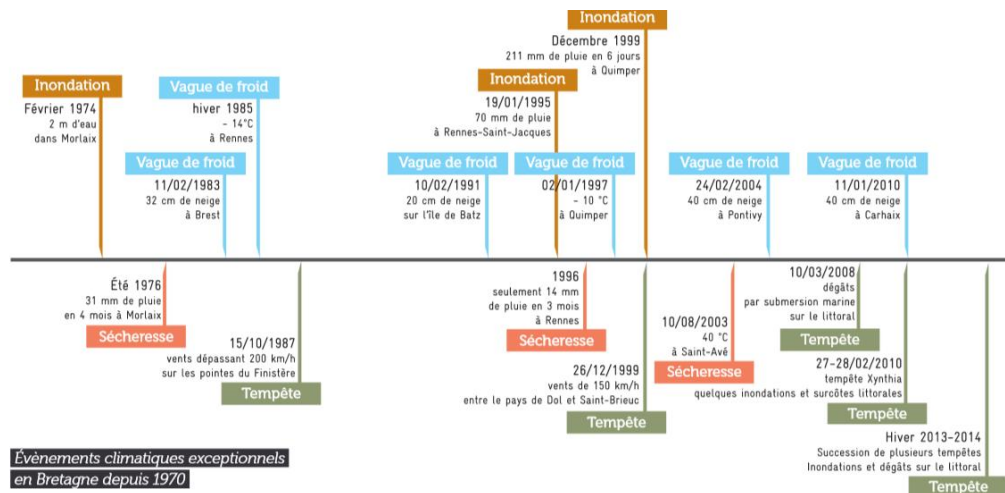 Inondation
Décembre 1999
211 mm de pluie en 6 jours
à Quimper
Inondation
Février 1974
2 m d'eau
dans Morlaix
Vague de froid
hiver 1985
- 14°C
à Rennes
Inondation
19/01/1995
70 mm de pluie
à Rennes-Saint-Jacques
Vague de froid
11/02/1983
32 cm de neige
à Brest
Vague de froid
10/02/1991
20 cm de neige
sur l'île de Batz
Vague de froid
02/01/1997
- 10 °C
à Quimper
Vague de froid
24/02/2004
40 cm de neige
à Pontivy
Vague de froid
11/01/2010
40 cm de neige
à Carhaix
Été 1976
31 mm de pluie
en 4 mois à Morlaix
Sécheresse
15/10/1987
vents dépassant 200 km/h
sur les pointes du Finistère
Tempête
1996
seulement 14 mm
de pluie en 3 mois
à Rennes
Sécheresse
26/12/1999
vents de 150 km/h
entre le pays de Dol et Saint-Brieuc
Tempête
10/08/2003
40 °C
à Saint-Avé
Sécheresse
10/03/2008
dégâts
par submersion marine
sur le littoral
Tempête
27-28/02/2010
tempête Xynthia
quelques inondations et surcôtes littorales
Tempête
Hiver 2013-2014
Succession de plusieurs tempêtes
Inondations et dégâts sur le littoral
Tempête
Évènements climatiques exceptionnels
en Bretagne depuis 1970